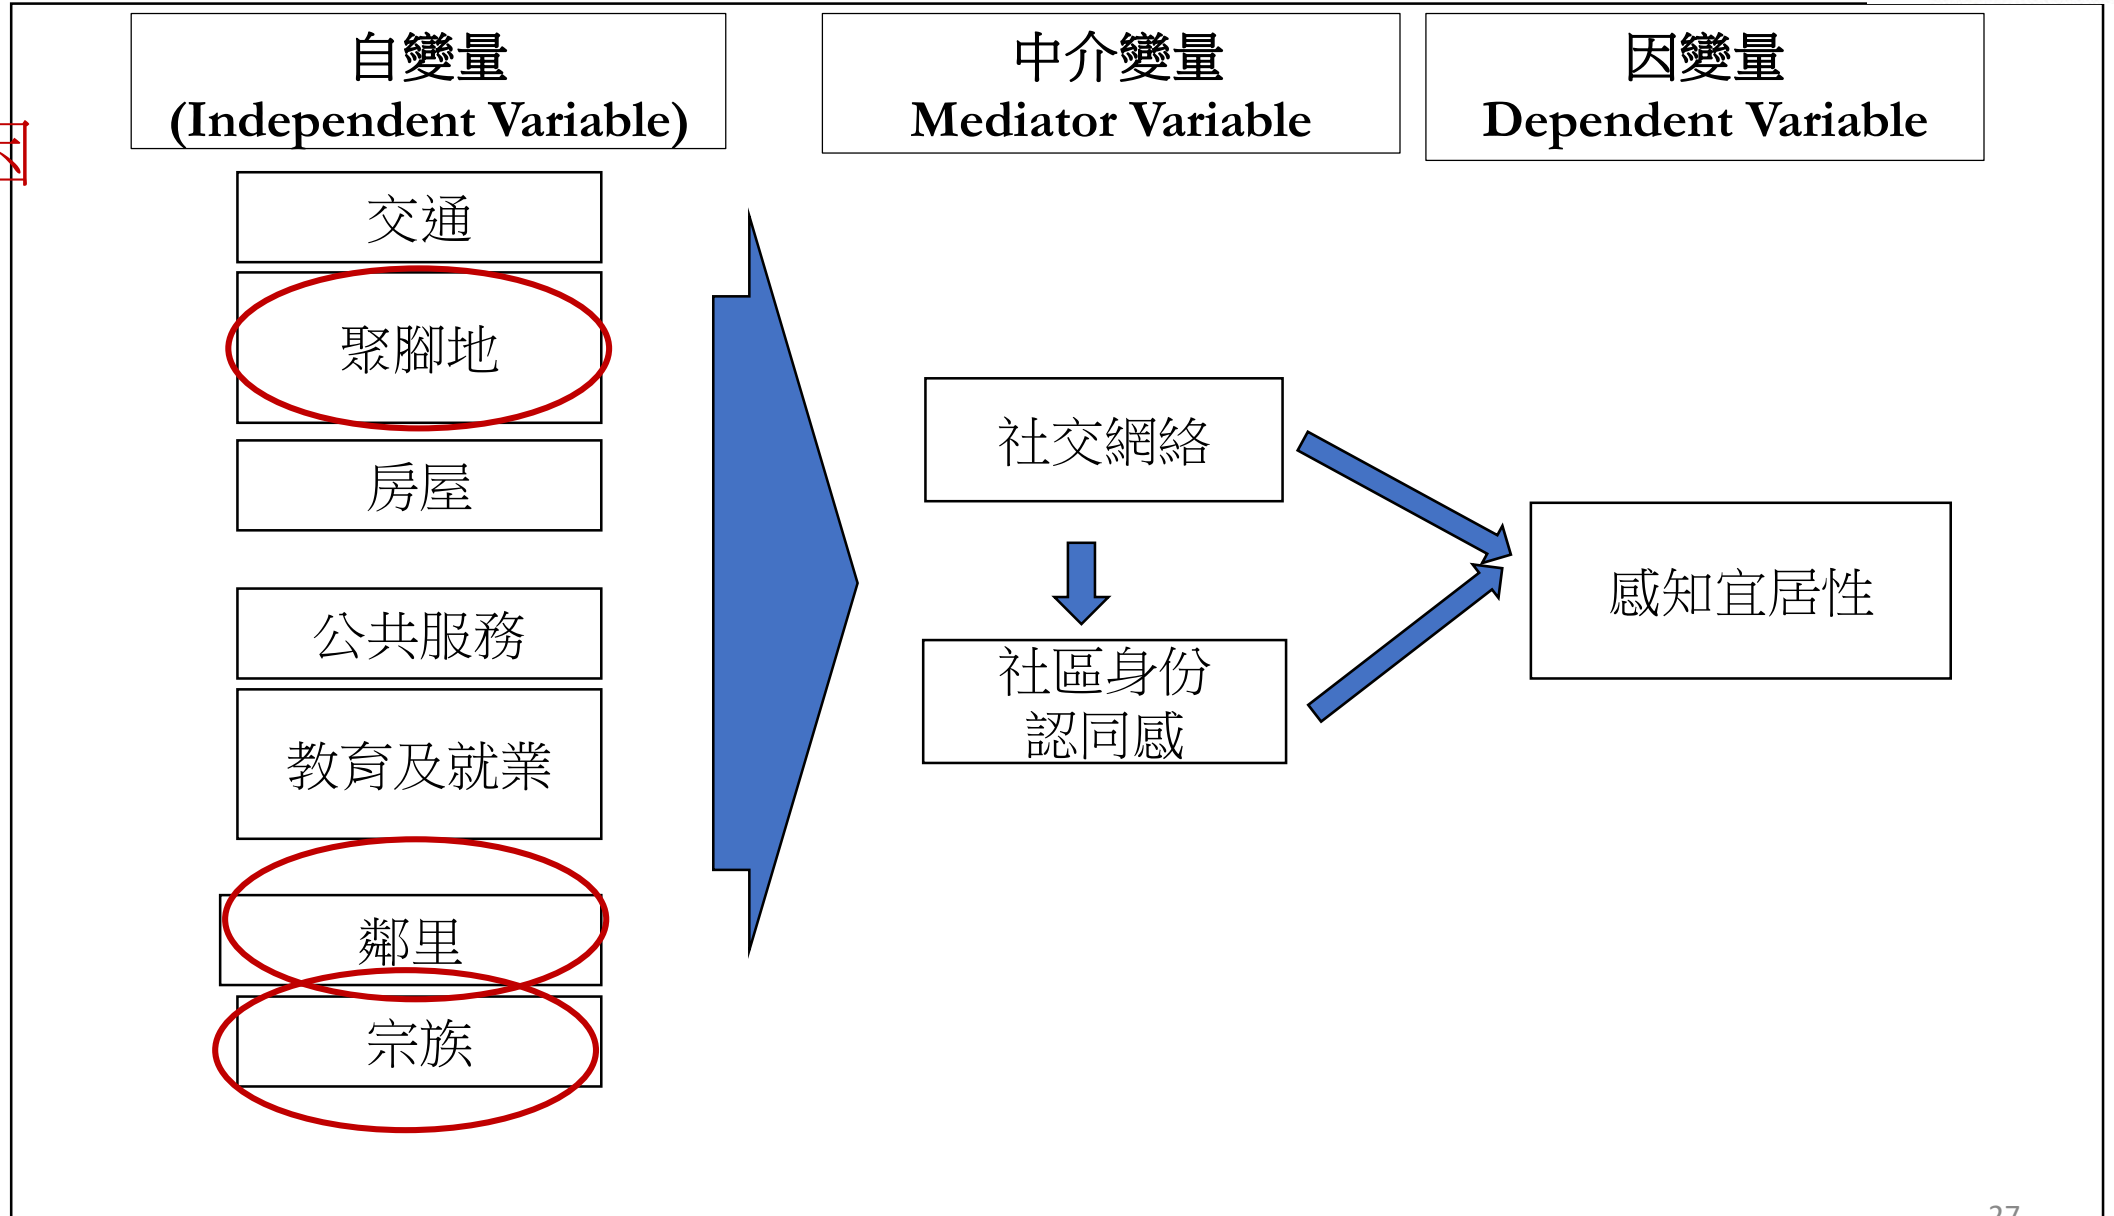 自變量
(Independent Variable)
中介變量
Mediator Variable
因變量
Dependent Variable
交通
聚腳地
房屋
公共服務
教育及就業
鄰里
宗族
社交網絡
社區身份
認同感
感知宜居性
27